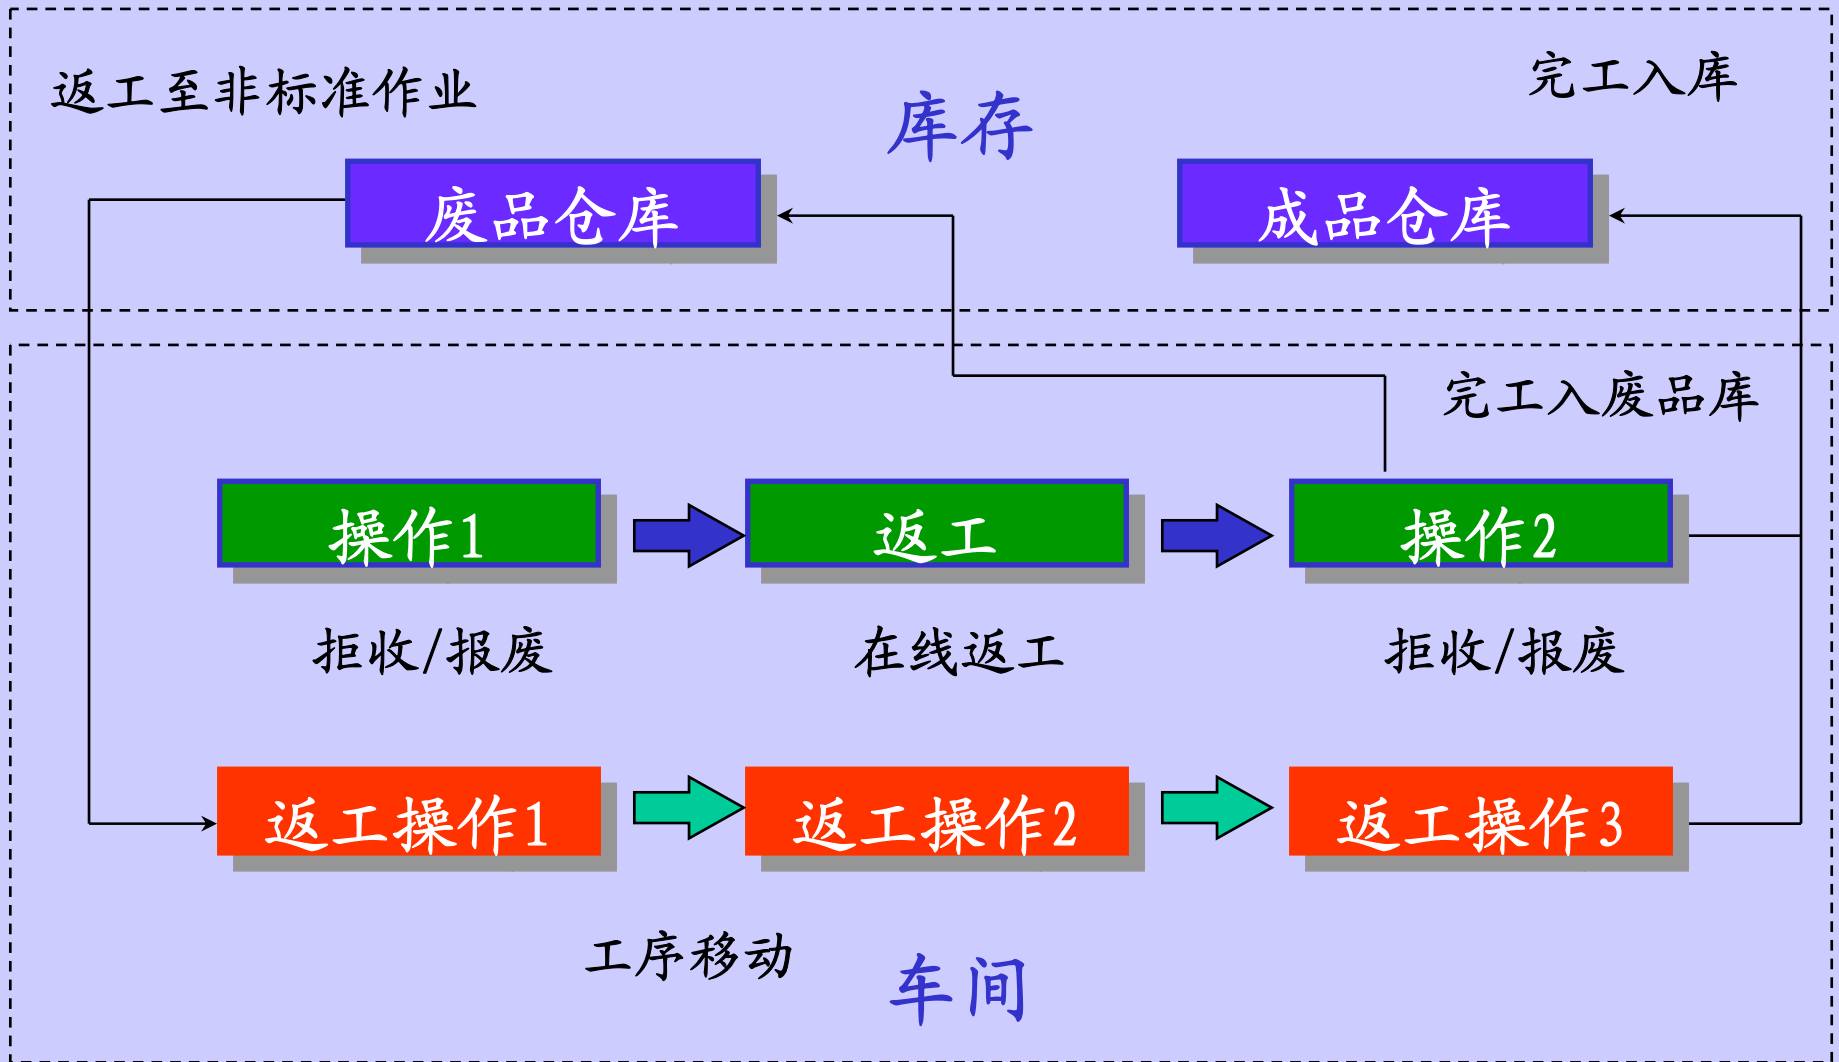 返工至非标准作业
完工入库
库存
废品仓库
成品仓库
完工入废品库
操作1
返工
操作2
拒收/报废
在线返工
拒收/报废
返工操作1
返工操作2
返工操作3
工序移动
车间